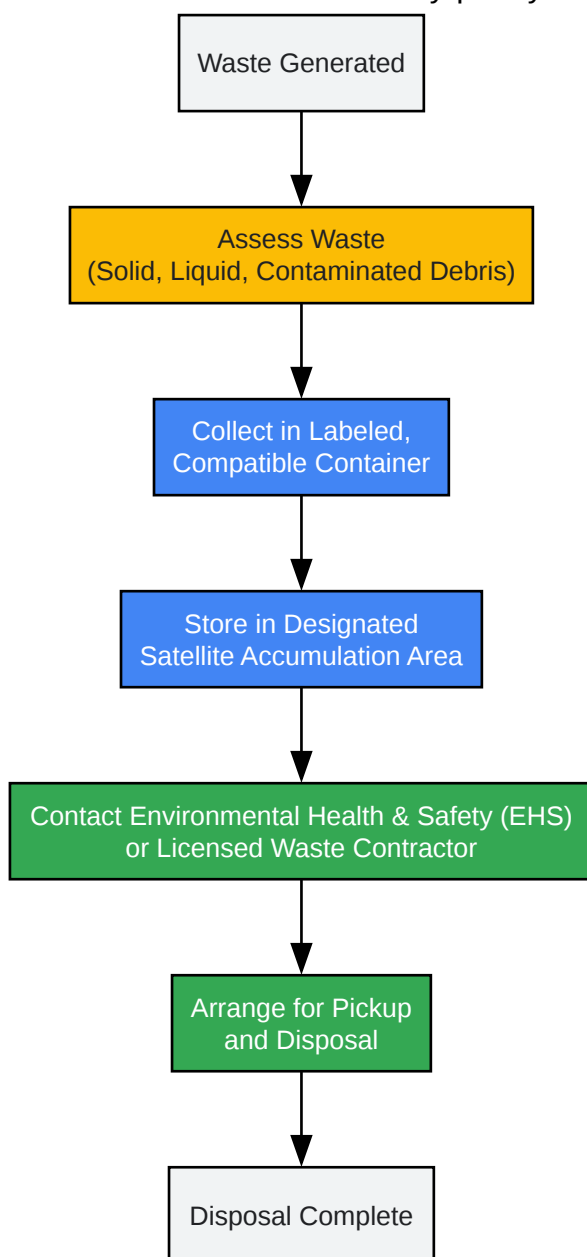 Waste Generated
Assess Waste
(Solid, Liquid, Contaminated Debris)
Collect in Labeled,
Compatible Container
Store in Designated
Satellite Accumulation Area
Contact Environmental Health & Safety (EHS)
or Licensed Waste Contractor
Arrange for Pickup
and Disposal
Disposal Complete